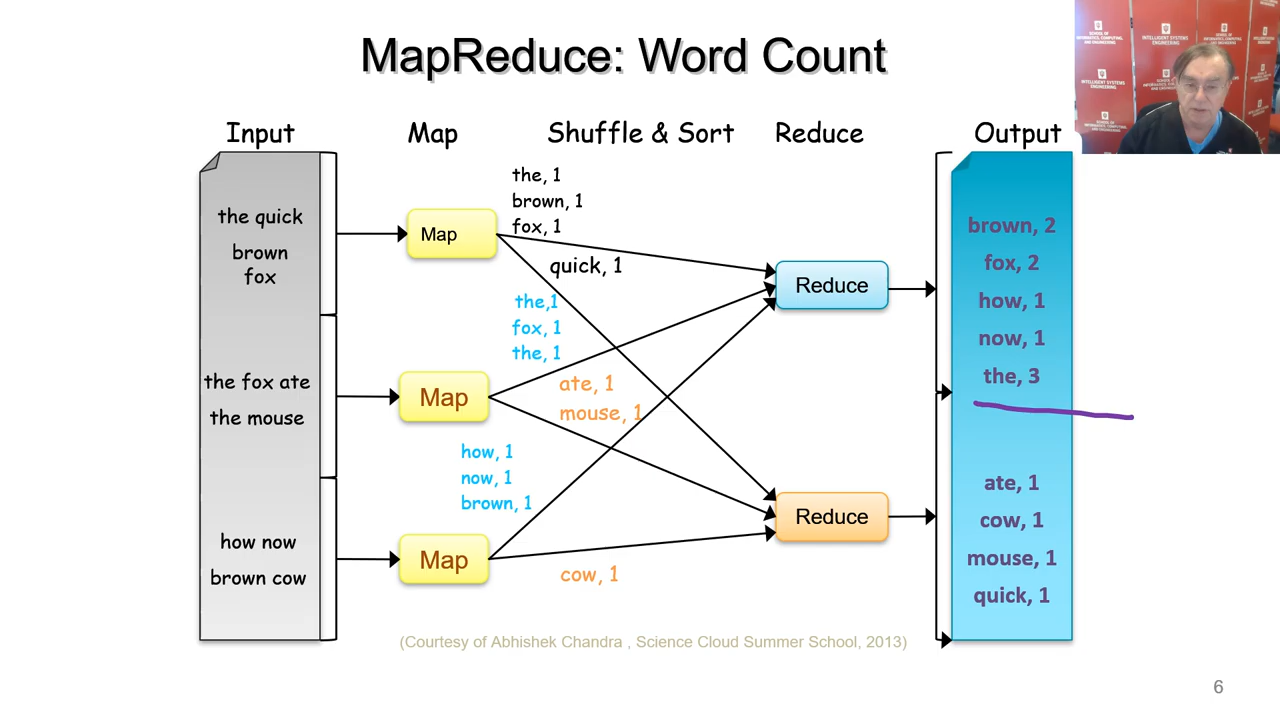 MapReduce: Word Count
Input
Map
Shuffle & Sort
Reduce
Output
the quick
brown
fox
the fox ate
the mouse
how now
brown cow
Map
Map
Map
the, 1
brown, 1
fox, 1
quick, 1
the,1
fox, 1
the, 1
ate, 1
mouse, 1
how, 1
now, 1
brown, 1
cow, 1
Reduce
Reduce
brown, 2
fox, 2
how, 1
now, 1
the, 3
ate, 1
cow, 1
mouse, 1
quick, 1
(Courtesy of Abhishek Chandra , Science Cloud Summer School, 2013)
6
INTELLIGENT SYSTEMS
ENGINEERING